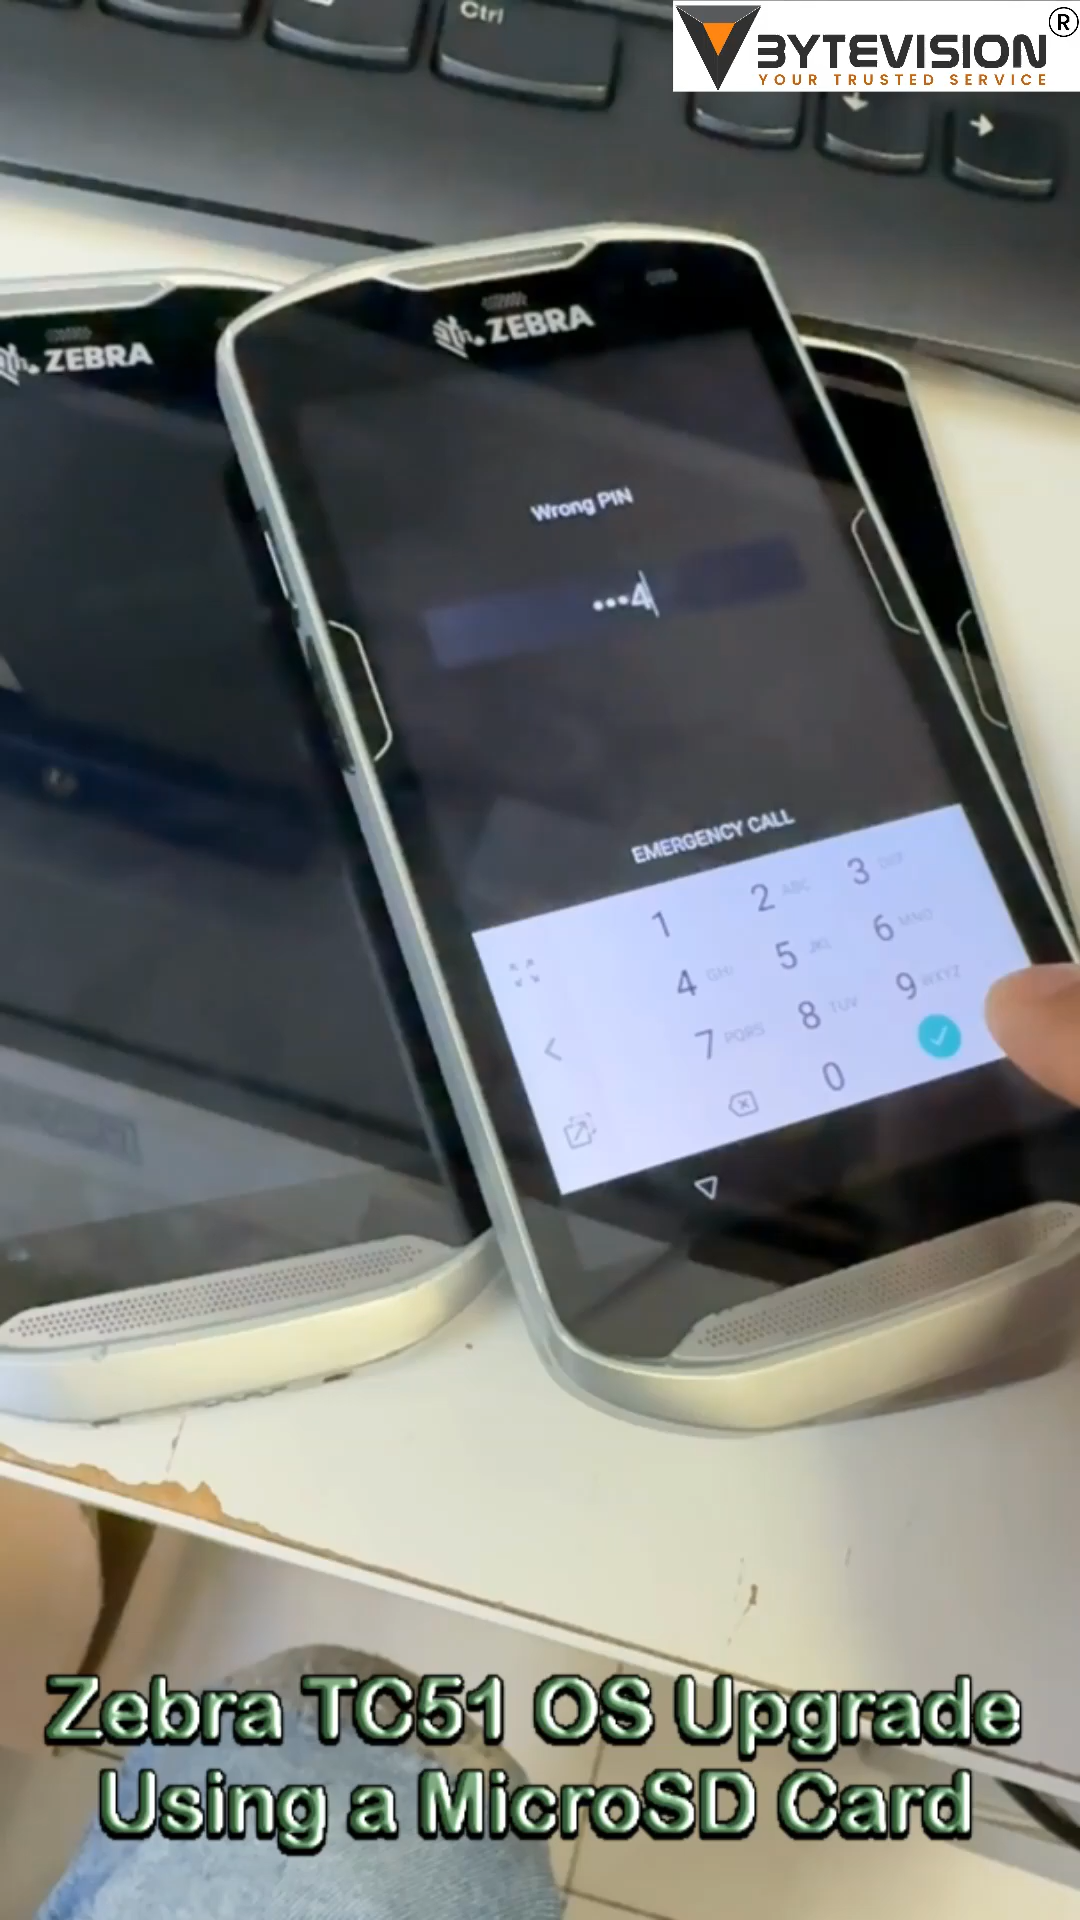 Ctrl
BYTEVISION®
YOUR TRUSTED SERVICE
ZEBRA
ZEBRA
Wrong PIN
•••4
EMERGENCY CALL
1
2 ABC
3 DEF
4 GHI
5 JKL
6 MNO
7 PQRS
8 TUV
9 WXYZ
0
Zebra TC51 OS Upgrade
Using a MicroSD Card